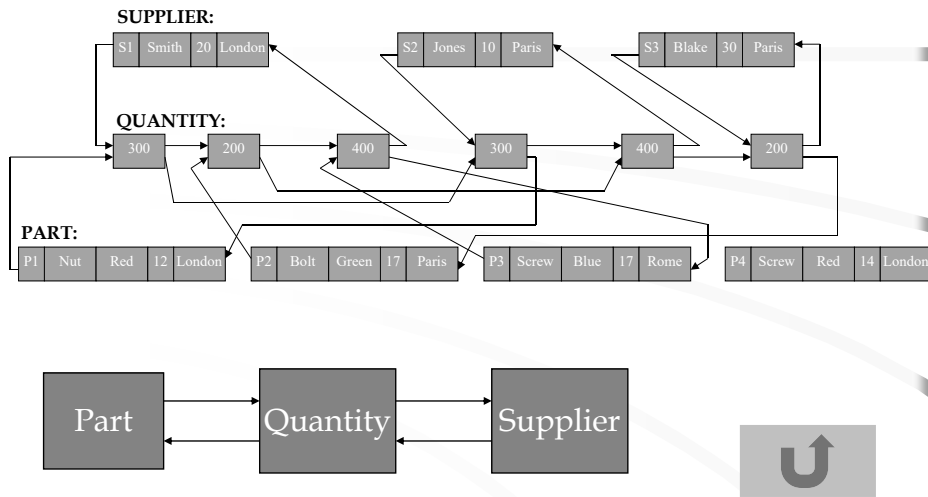 SUPPLIER:
S1 Smith 20 London S2 Jones 10 Paris S3 Blake 30 Paris
QUANTITY:
300 200 400 300 400 200
PART:
P1 Nut Red 12 London P2 Bolt Green 17 Paris P3 Screw Blue 17 Rome P4 Screw Red 14 London
Part Quantity Supplier